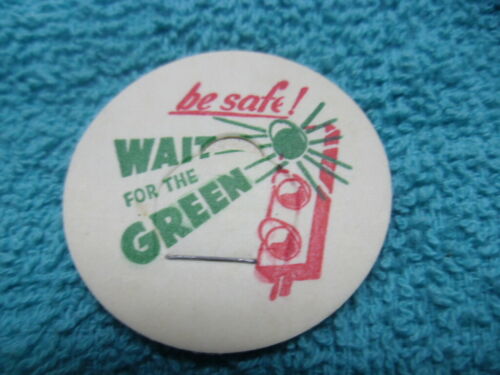 be safe!
WAIT
FOR THE
GREEN